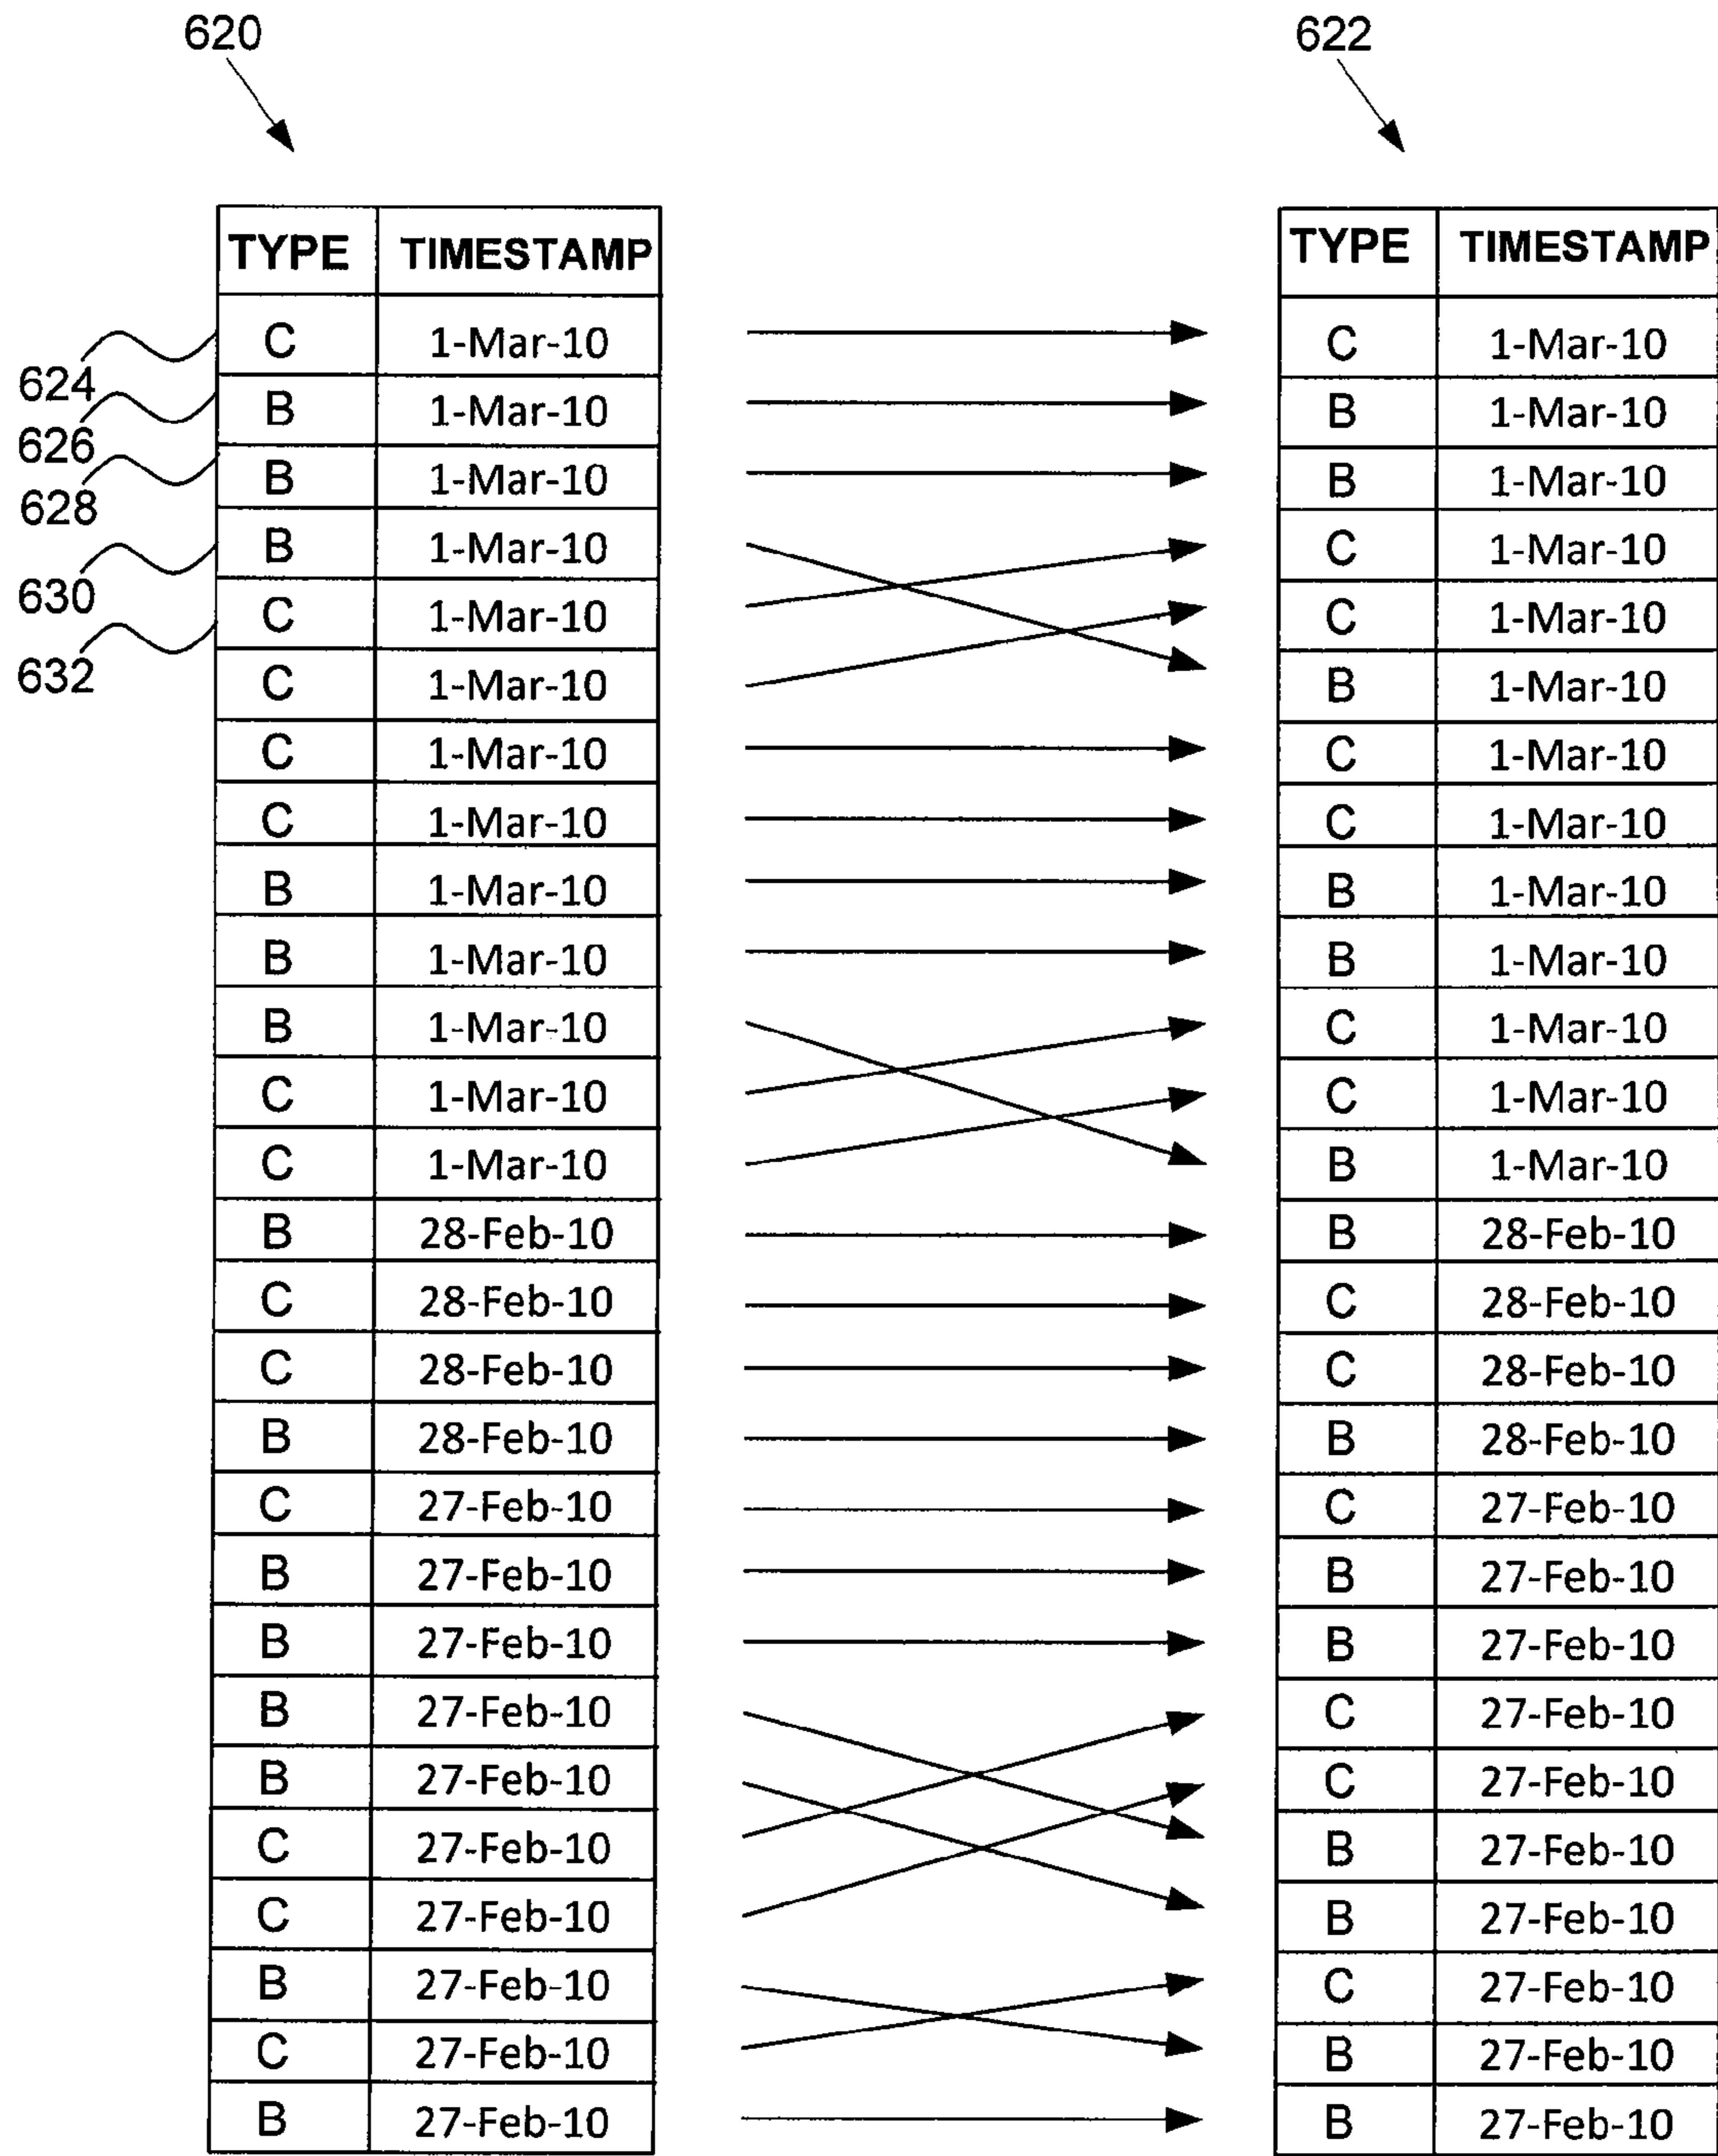 620 622
TYPE TIMESTAMP TYPE TIMESTAMP
C 1-Mar-10 C 1-Mar-10
624
B 1-Mar-10 B 1-Mar-10
626
B 1-Mar-10 B 1-Mar-10
628
B 1-Mar-10 C 1-Mar-10
630
C 1-Mar-10 C 1-Mar-10
632
C 1-Mar-10 B 1-Mar-10
C 1-Mar-10 C 1-Mar-10
C 1-Mar-10 C 1-Mar-10
B 1-Mar-10 B 1-Mar-10
B 1-Mar-10 B 1-Mar-10
B 1-Mar-10 C 1-Mar-10
C 1-Mar-10 C 1-Mar-10
C 1-Mar-10 B 1-Mar-10
B 28-Feb-10 B 28-Feb-10
C 28-Feb-10 C 28-Feb-10
C 28-Feb-10 C 28-Feb-10
B 28-Feb-10 B 28-Feb-10
C 27-Feb-10 C 27-Feb-10
B 27-Feb-10 B 27-Feb-10
B 27-Feb-10 B 27-Feb-10
B 27-Feb-10 C 27-Feb-10
B 27-Feb-10 C 27-Feb-10
C 27-Feb-10 B 27-Feb-10
C 27-Feb-10 B 27-Feb-10
B 27-Feb-10 C 27-Feb-10
C 27-Feb-10 B 27-Feb-10
B 27-Feb-10 B 27-Feb-10